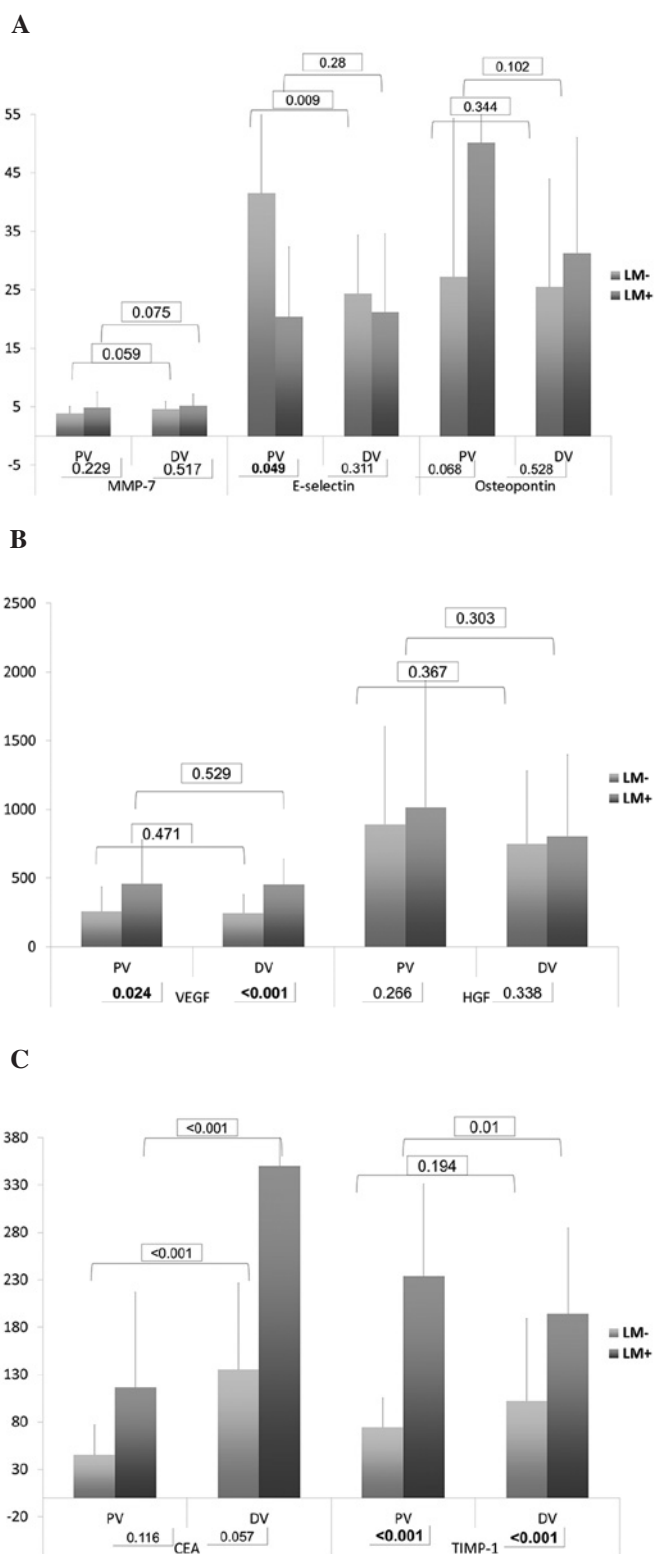 A
0.28
0.102
0.009
0.344
55
45
35
25
15
5
-5
LM-
LM+
0.075
0.059
PV DV PV DV PV DV
0.229 0.517 0.049 0.311 0.068 0.528
MMP-7 E-selectin Osteopontin
B
2500
2000
1500
1000
500
0
0.303
0.367
0.529
0.471
LM-
LM+
PV DV PV DV
0.024 VEGF <0.001 0.266 HGF 0.338
C
380
330
280
230
180
130
80
30
-20
<0.001
0.01
0.194
<0.001
LM-
LM+
PV DV PV DV
0.116 0.057 <0.001 <0.001
CEA TIMP-1